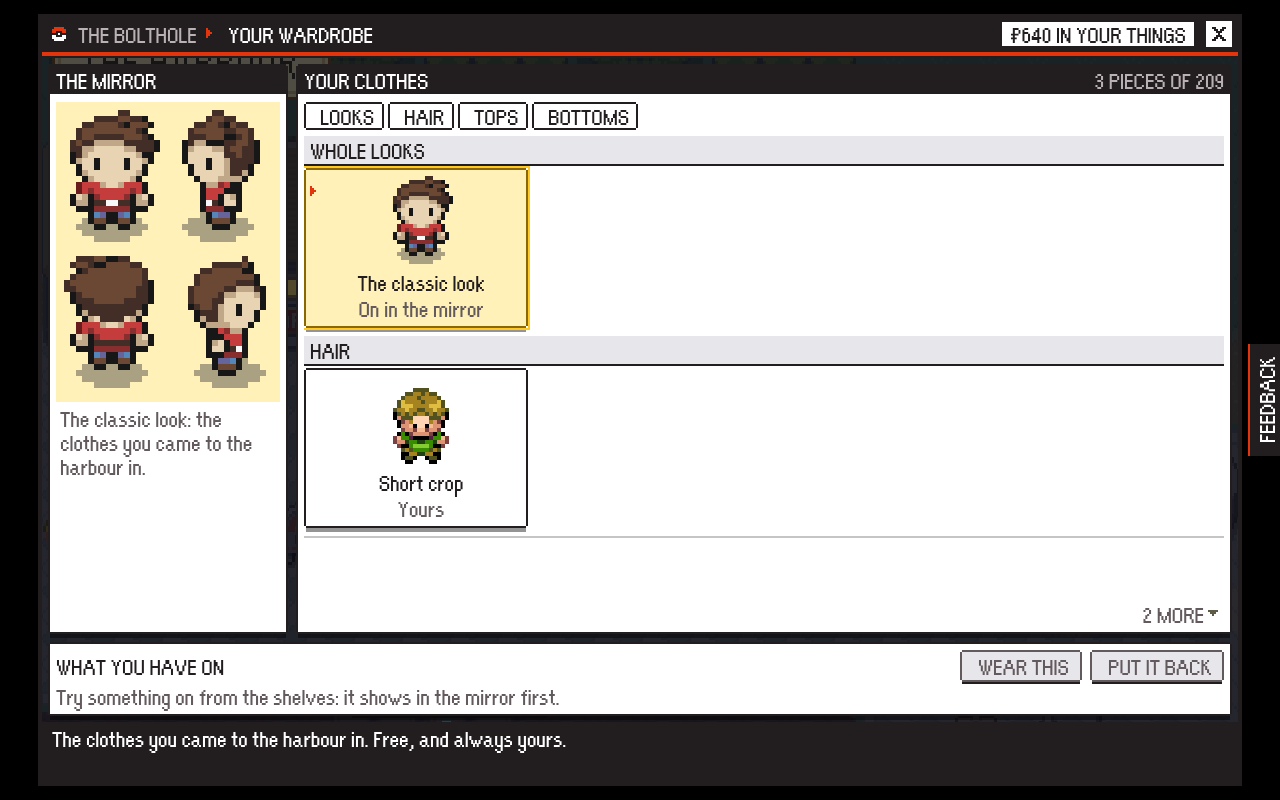 THE BOLTHOLE YOUR WARDROBE
₽640 IN YOUR THINGS X
THE MIRROR
YOUR CLOTHES
3 PIECES OF 209
LOOKS HAIR TOPS BOTTOMS
WHOLE LOOKS
The classic look
On in the mirror
HAIR
Short crop
Yours
2 MORE
The classic look: the
clothes you came to the
harbour in.
WHAT YOU HAVE ON
Try something on from the shelves: it shows in the mirror first.
WEAR THIS PUT IT BACK
The clothes you came to the harbour in. Free, and always yours.
FEEDBACK